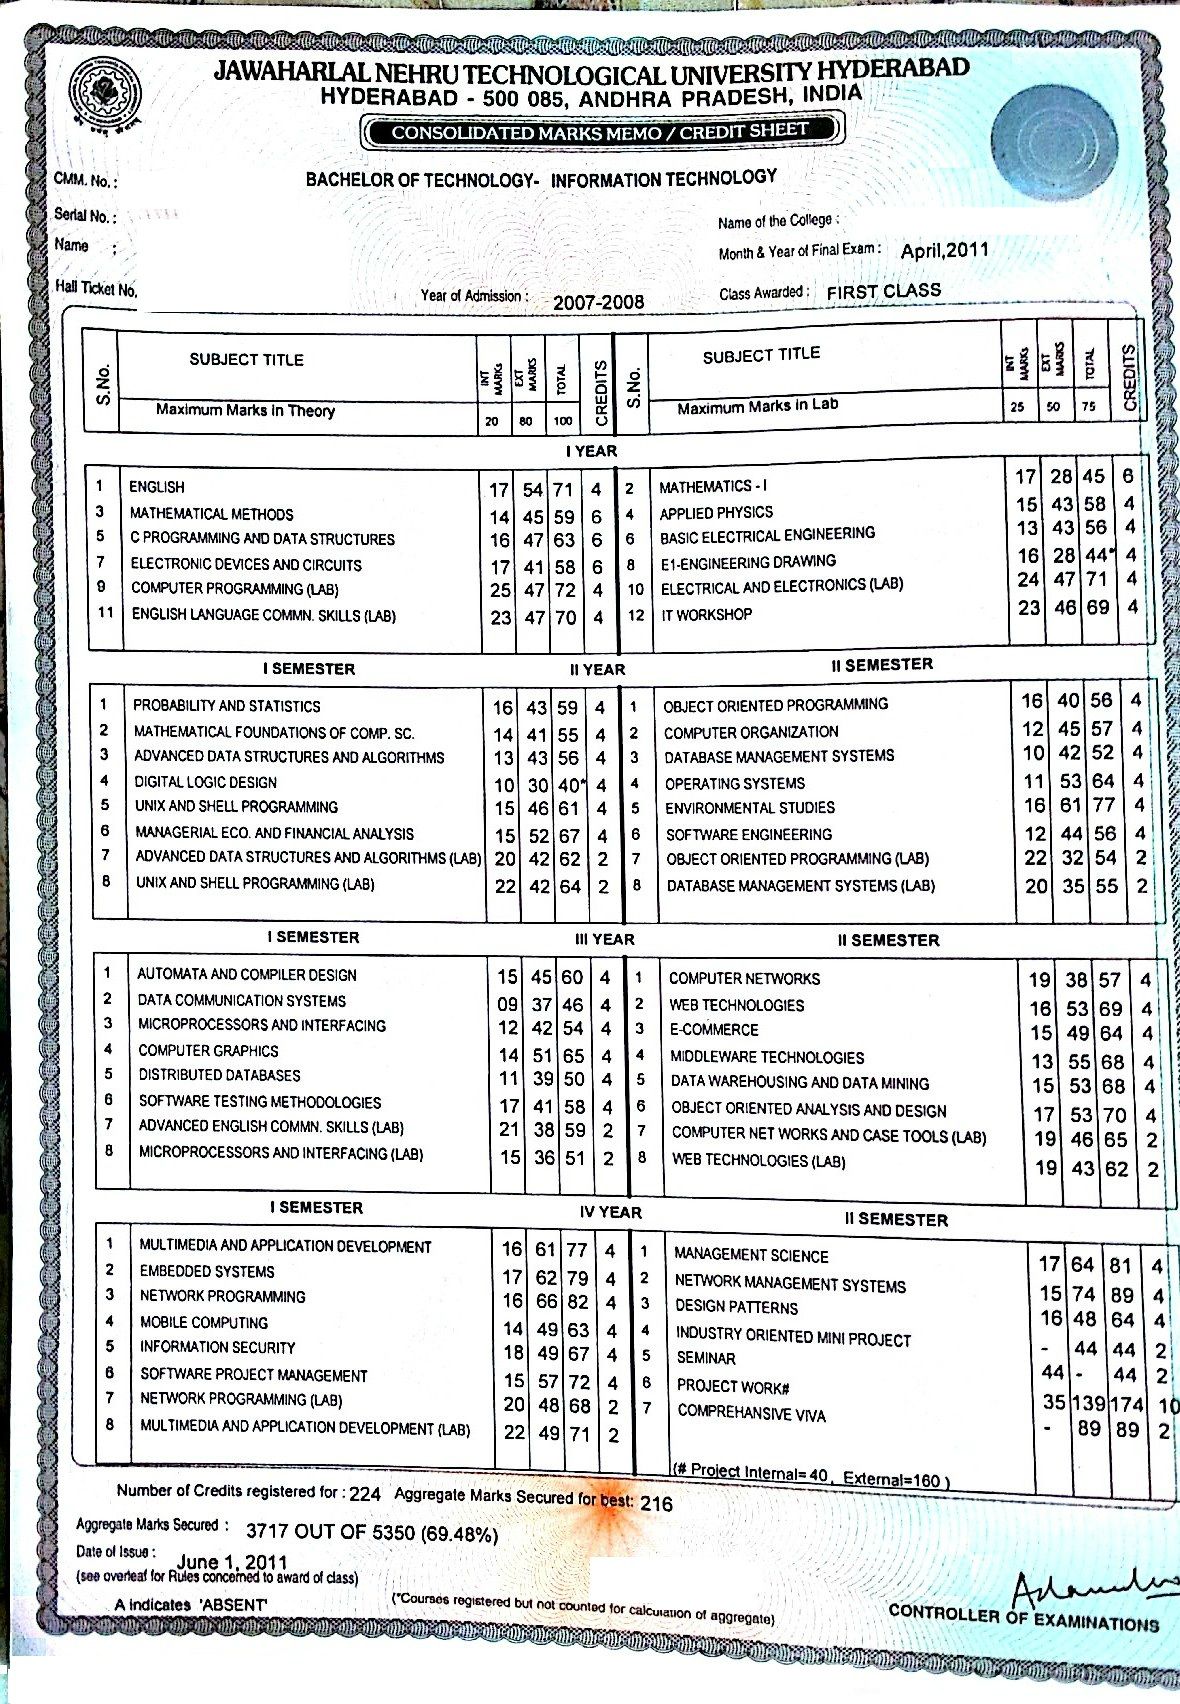 JAWAHARLAL NEHRU TECHNOLOGICAL UNIVERSITY HYDERABAD
HYDERABAD - 500 085, ANDHRA PRADESH, INDIA
CONSOLIDATED MARKS MEMO / CREDIT SHEET
CMM. No.:
BACHELOR OF TECHNOLOGY- INFORMATION TECHNOLOGY
Serial No. :
Name of the College :
Name :
Month & Year of Final Exam : April,2011
Hall Ticket No.
Year of Admission : 2007-2008
Class Awarded : FIRST CLASS
S.No. SUBJECT TITLE INT MARKS EXT MARKS TOTAL CREDITS S.No. SUBJECT TITLE INT MARKS EXT MARKS TOTAL CREDITS
Maximum Marks in Theory 20 80 100 Maximum Marks in Lab 25 50 75
I YEAR
1 ENGLISH 17 54 71 4 2 MATHEMATICS - I 17 28 45 6
3 MATHEMATICAL METHODS 14 45 59 6 4 APPLIED PHYSICS 15 43 58 4
5 C PROGRAMMING AND DATA STRUCTURES 16 47 63 6 6 BASIC ELECTRICAL ENGINEERING 13 43 56 4
7 ELECTRONIC DEVICES AND CIRCUITS 17 41 58 6 8 E1-ENGINEERING DRAWING 16 28 44* 4
9 COMPUTER PROGRAMMING (LAB) 25 47 72 4 10 ELECTRICAL AND ELECTRONICS (LAB) 24 47 71 4
11 ENGLISH LANGUAGE COMMN. SKILLS (LAB) 23 47 70 4 12 IT WORKSHOP 23 46 69 4
I SEMESTER II YEAR II SEMESTER
1 PROBABILITY AND STATISTICS 16 43 59 4 1 OBJECT ORIENTED PROGRAMMING 16 40 56 4
2 MATHEMATICAL FOUNDATIONS OF COMP. SC. 14 41 55 4 2 COMPUTER ORGANIZATION 12 45 57 4
3 ADVANCED DATA STRUCTURES AND ALGORITHMS 13 43 56 4 3 DATABASE MANAGEMENT SYSTEMS 10 42 52 4
4 DIGITAL LOGIC DESIGN 10 30 40* 4 4 OPERATING SYSTEMS 11 53 64 4
5 UNIX AND SHELL PROGRAMMING 15 46 61 4 5 ENVIRONMENTAL STUDIES 16 61 77 4
6 MANAGERIAL ECO. AND FINANCIAL ANALYSIS 15 52 67 4 6 SOFTWARE ENGINEERING 12 44 56 4
7 ADVANCED DATA STRUCTURES AND ALGORITHMS (LAB) 20 42 62 2 7 OBJECT ORIENTED PROGRAMMING (LAB) 22 32 54 2
8 UNIX AND SHELL PROGRAMMING (LAB) 22 42 64 2 8 DATABASE MANAGEMENT SYSTEMS (LAB) 20 35 55 2
I SEMESTER III YEAR II SEMESTER
1 AUTOMATA AND COMPILER DESIGN 15 45 60 4 1 COMPUTER NETWORKS 19 38 57 4
2 DATA COMMUNICATION SYSTEMS 09 37 46 4 2 WEB TECHNOLOGIES 16 53 69 4
3 MICROPROCESSORS AND INTERFACING 12 42 54 4 3 E-COMMERCE 15 49 64 4
4 COMPUTER GRAPHICS 14 51 65 4 4 MIDDLEWARE TECHNOLOGIES 13 55 68 4
5 DISTRIBUTED DATABASES 11 39 50 4 5 DATA WAREHOUSING AND DATA MINING 15 53 68 4
6 SOFTWARE TESTING METHODOLOGIES 17 41 58 4 6 OBJECT ORIENTED ANALYSIS AND DESIGN 17 53 70 4
7 ADVANCED ENGLISH COMMN. SKILLS (LAB) 21 38 59 2 7 COMPUTER NET WORKS AND CASE TOOLS (LAB) 19 46 65 2
8 MICROPROCESSORS AND INTERFACING (LAB) 15 36 51 2 8 WEB TECHNOLOGIES (LAB) 19 43 62 2
I SEMESTER IV YEAR II SEMESTER
1 MULTIMEDIA AND APPLICATION DEVELOPMENT 16 61 77 4 1 MANAGEMENT SCIENCE 17 64 81 4
2 EMBEDDED SYSTEMS 17 62 79 4 2 NETWORK MANAGEMENT SYSTEMS 15 74 89 4
3 NETWORK PROGRAMMING 16 66 82 4 3 DESIGN PATTERNS 16 48 64 4
4 MOBILE COMPUTING 14 49 63 4 4 INDUSTRY ORIENTED MINI PROJECT - 44 44 2
5 INFORMATION SECURITY 18 49 67 4 5 SEMINAR 44 - 44 2
6 SOFTWARE PROJECT MANAGEMENT 15 57 72 4 6 PROJECT WORK# 35 139 174 10
7 NETWORK PROGRAMMING (LAB) 20 48 68 2 7 COMPREHANSIVE VIVA - 89 89 2
8 MULTIMEDIA AND APPLICATION DEVELOPMENT (LAB) 22 49 71 2
(# Project Internal= 40 , External=160 )
Number of Credits registered for : 224 Aggregate Marks Secured for best: 216
Aggregate Marks Secured : 3717 OUT OF 5350 (69.48%)
Date of Issue : June 1, 2011
(see overleaf for Rules concerned to award of class)
A Indicates 'ABSENT' (*Courses registered but not counted for calculation of aggregate)
CONTROLLER OF EXAMINATIONS